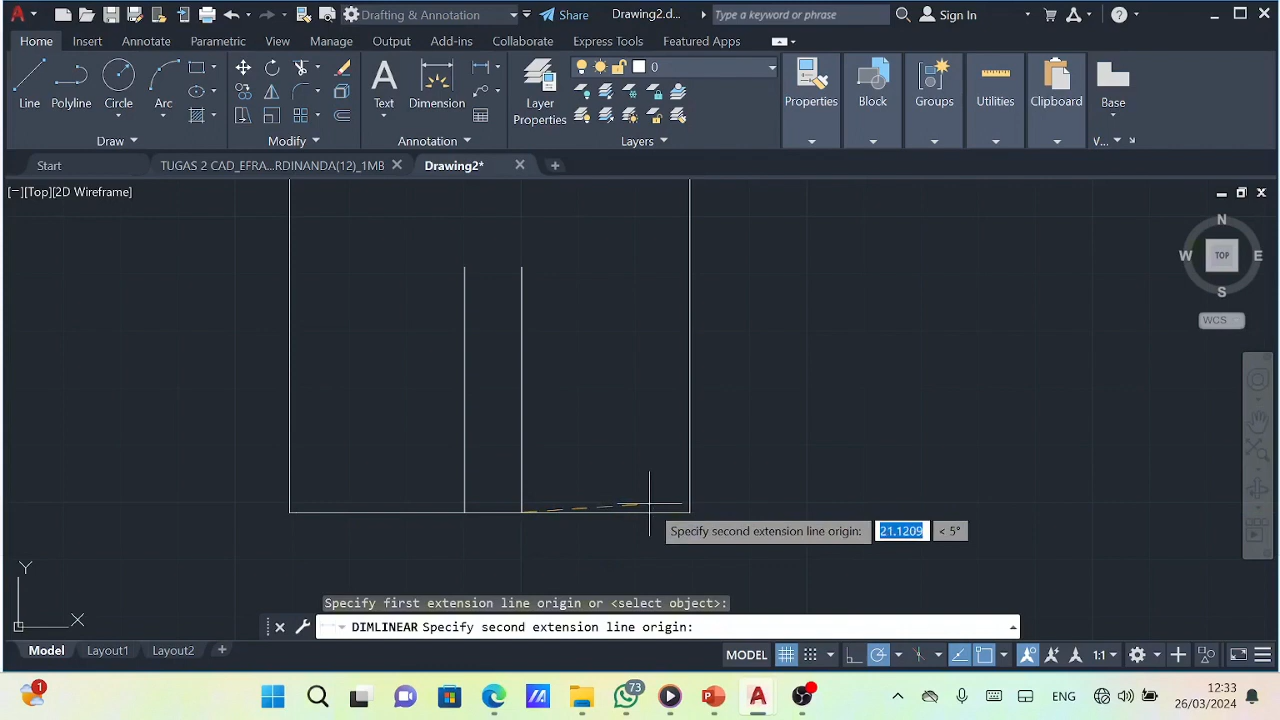 A Drafting & Annotation Share Drawing2.d... Type a keyword or phrase Sign In ?
Home Insert Annotate Parametric View Manage Output Add-ins Collaborate Express Tools Featured Apps
0
Line Polyline Circle Arc Text Dimension Layer Properties Properties Block Groups Utilities Clipboard Base
Draw Modify Annotation Layers V...
Start TUGAS 2 CAD_EFRA...RDINANDA(12)_1MB Drawing2*
[−][Top][2D Wireframe]
N
W TOP E
S
WCS
Specify second extension line origin: 21.1209 < 5°
Y
X
Specify first extension line origin or <select object>:
DIMLINEAR Specify second extension line origin:
Model Layout1 Layout2 + MODEL 1:1
1 73 A ENG 12:33
26/03/2024